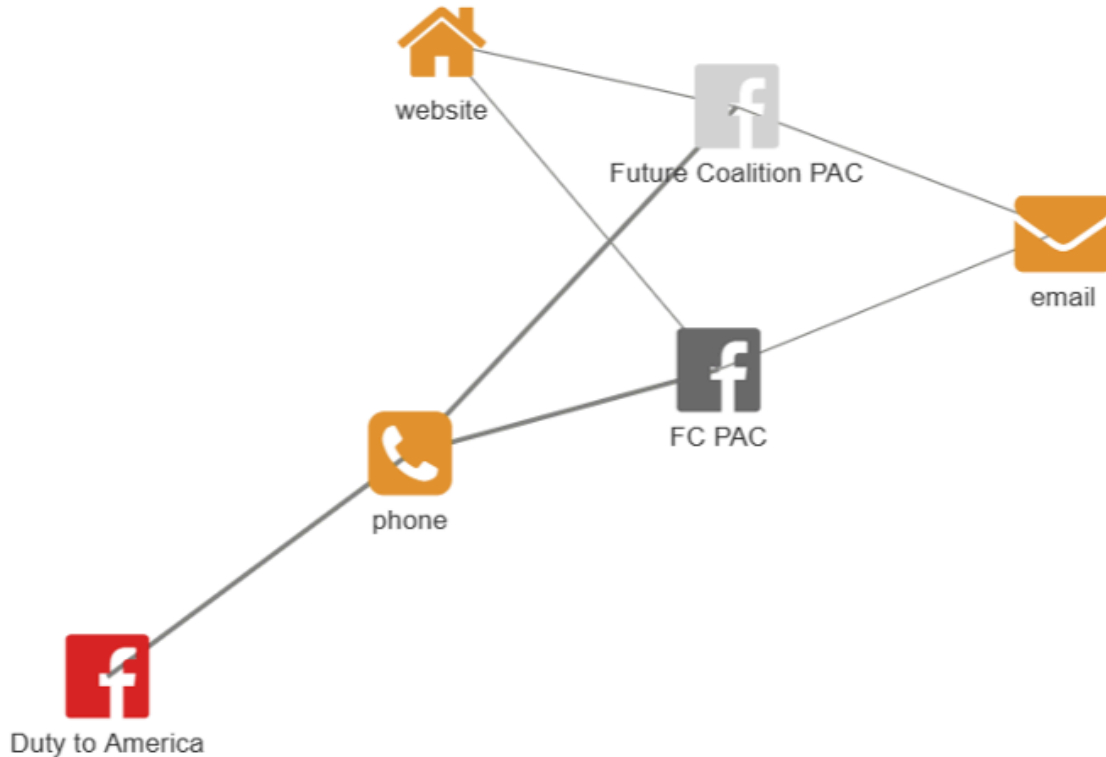 website
Future Coalition PAC
email
FC PAC
phone
Duty to America